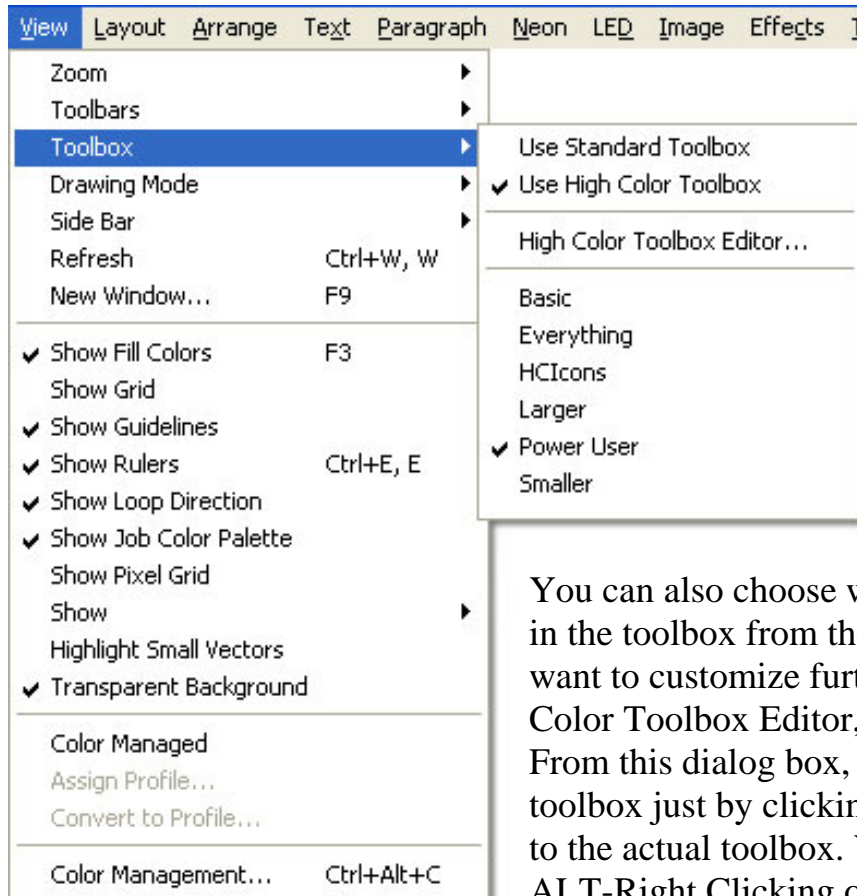 View Layout Arrange Text Paragraph Neon LED Image Effects
Zoom
Toolbars
Toolbox
Drawing Mode
Side Bar
Refresh Ctrl+W, W
New Window... F9
Show Fill Colors F3
Show Grid
Show Guidelines
Show Rulers Ctrl+E, E
Show Loop Direction
Show Job Color Palette
Show Pixel Grid
Show
Highlight Small Vectors
Transparent Background
Color Managed
Assign Profile...
Convert to Profile...
Color Management... Ctrl+Alt+C
Use Standard Toolbox
Use High Color Toolbox
High Color Toolbox Editor...
Basic
Everything
HCIcons
Larger
Power User
Smaller
You can also choose
in the toolbox from
want to customize
Color Toolbox Editor,
From this dialog box,
toolbox just by
to the actual toolbox.
ALT-Right Clicking